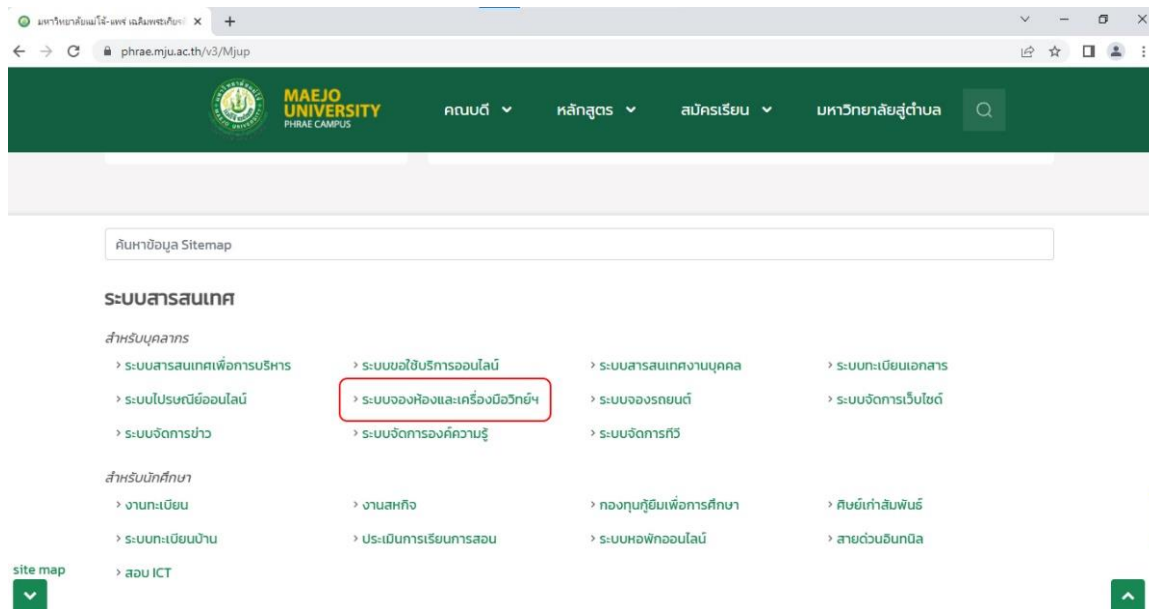 มหาวิทยาลัยแม่โจ้-แพร่ เฉลิมพระเกียรติ
phrae.mju.ac.th/v3/Mjup
MAEJO UNIVERSITY PHRAE CAMPUS
คณบดี หลักสูตร สมัครเรียน มหาวิทยาลัยสู่ตำบล
ค้นหาข้อมูล Sitemap
ระบบสารสนเทศ
สำหรับบุคลากร
› ระบบสารสนเทศเพื่อการบริหาร › ระบบขอใช้บริการออนไลน์ › ระบบสารสนเทศงานบุคคล › ระบบทะเบียนเอกสาร
› ระบบไปรษณีย์ออนไลน์ › ระบบจองห้องและเครื่องมือวิทย์ฯ › ระบบจองรถยนต์ › ระบบจัดการเว็บไซต์
› ระบบจัดการข่าว › ระบบจัดการองค์ความรู้ › ระบบจัดการทีวี
สำหรับนักศึกษา
› งานทะเบียน › งานสหกิจ › กองทุนกู้ยืมเพื่อการศึกษา › ศิษย์เก่าสัมพันธ์
› ระบบทะเบียนบ้าน › ประเมินการเรียนการสอน › ระบบหอพักออนไลน์ › สายด่วนอินทนิล
site map › สอบ ICT